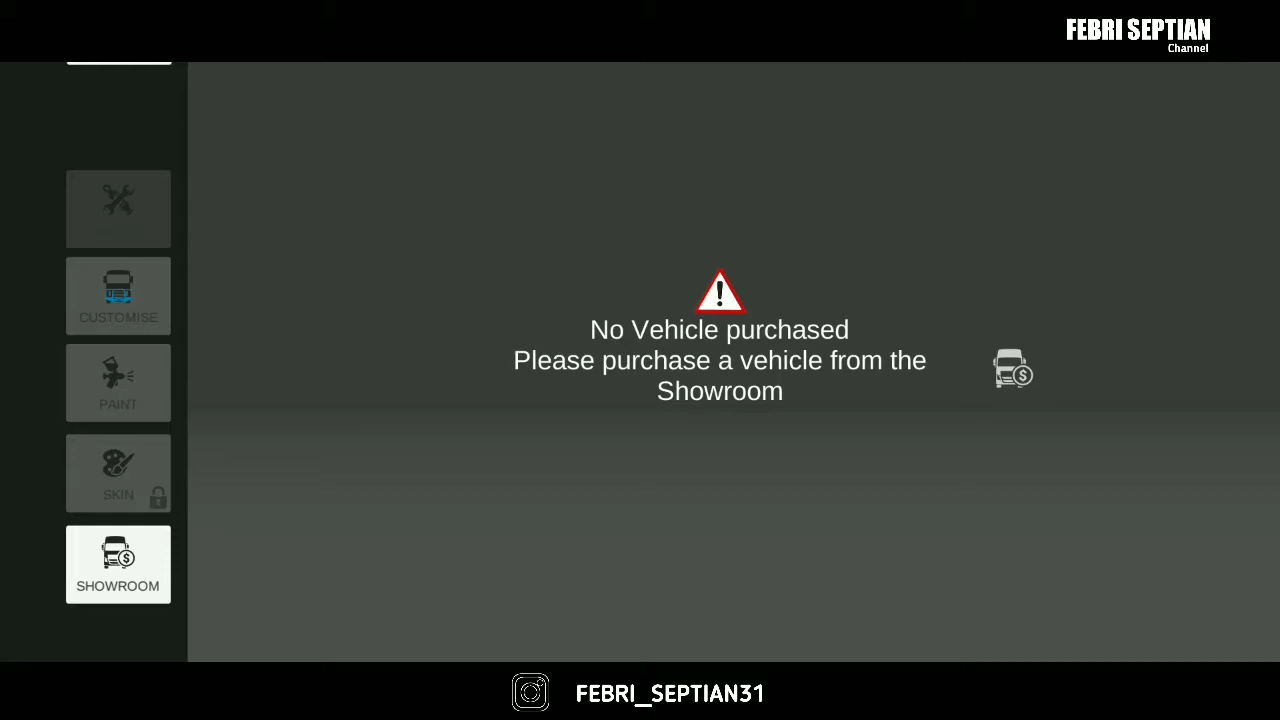 FEBRI SEPTIAN
Channel
CUSTOMISE
PAINT
SKIN
SHOWROOM
No Vehicle purchased
Please purchase a vehicle from the
Showroom
FEBRI_SEPTIAN31